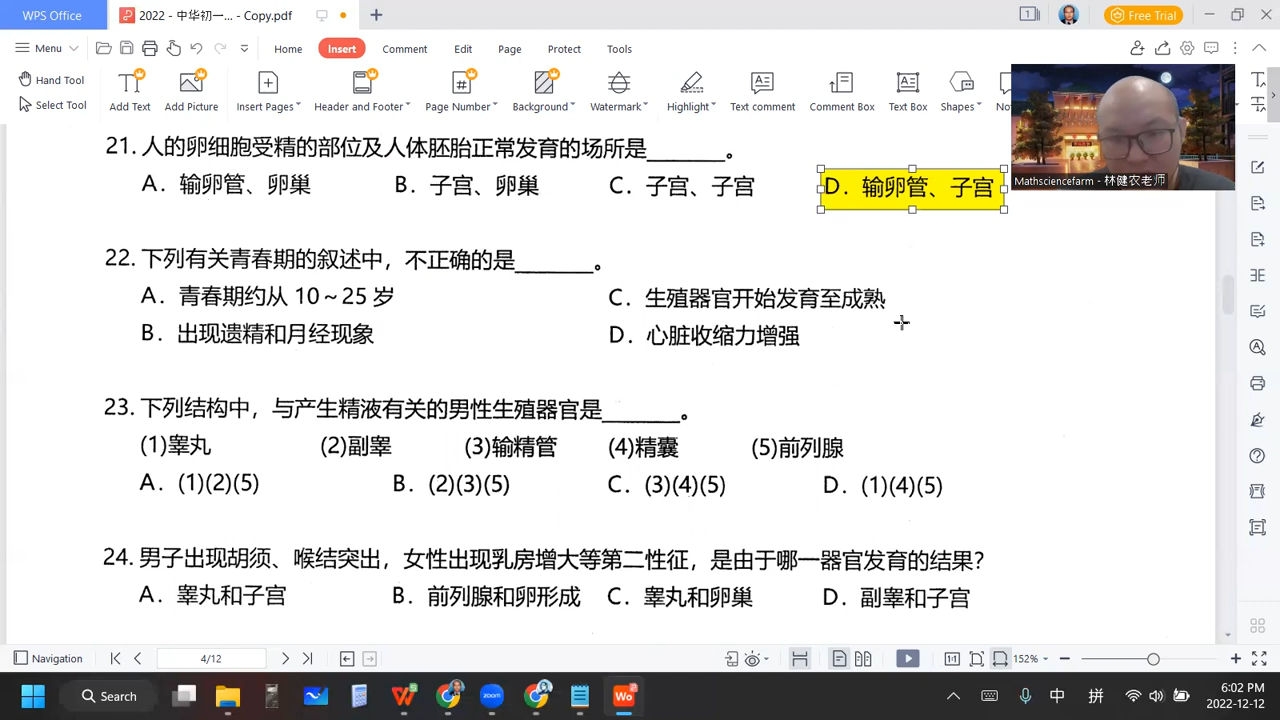 WPS Office
2022 - 中华初一... - Copy.pdf
1
Free Trial
Menu
Home
Insert
Comment
Edit
Page
Protect
Tools
Hand Tool
Select Tool
Add Text
Add Picture
Insert Pages
Header and Footer
Page Number
Background
Watermark
Highlight
Text comment
Comment Box
Text Box
Shapes
Mathsciencefarm - 林健农老师
21. 人的卵细胞受精的部位及人体胚胎正常发育的场所是_______。
A. 输卵管、卵巢 B. 子宫、卵巢 C. 子宫、子宫 D. 输卵管、子宫
22. 下列有关青春期的叙述中，不正确的是_______。
A. 青春期约从 10～25 岁 C. 生殖器官开始发育至成熟
B. 出现遗精和月经现象 D. 心脏收缩力增强
23. 下列结构中，与产生精液有关的男性生殖器官是_______。
(1)睾丸 (2)副睾 (3)输精管 (4)精囊 (5)前列腺
A. (1)(2)(5) B. (2)(3)(5) C. (3)(4)(5) D. (1)(4)(5)
24. 男子出现胡须、喉结突出，女性出现乳房增大等第二性征，是由于哪一器官发育的结果?
A. 睾丸和子宫 B. 前列腺和卵形成 C. 睾丸和卵巢 D. 副睾和子宫
Navigation
4/12
1:1
152%
Search
zoom
Wo
中
拼
6:02 PM
2022-12-12